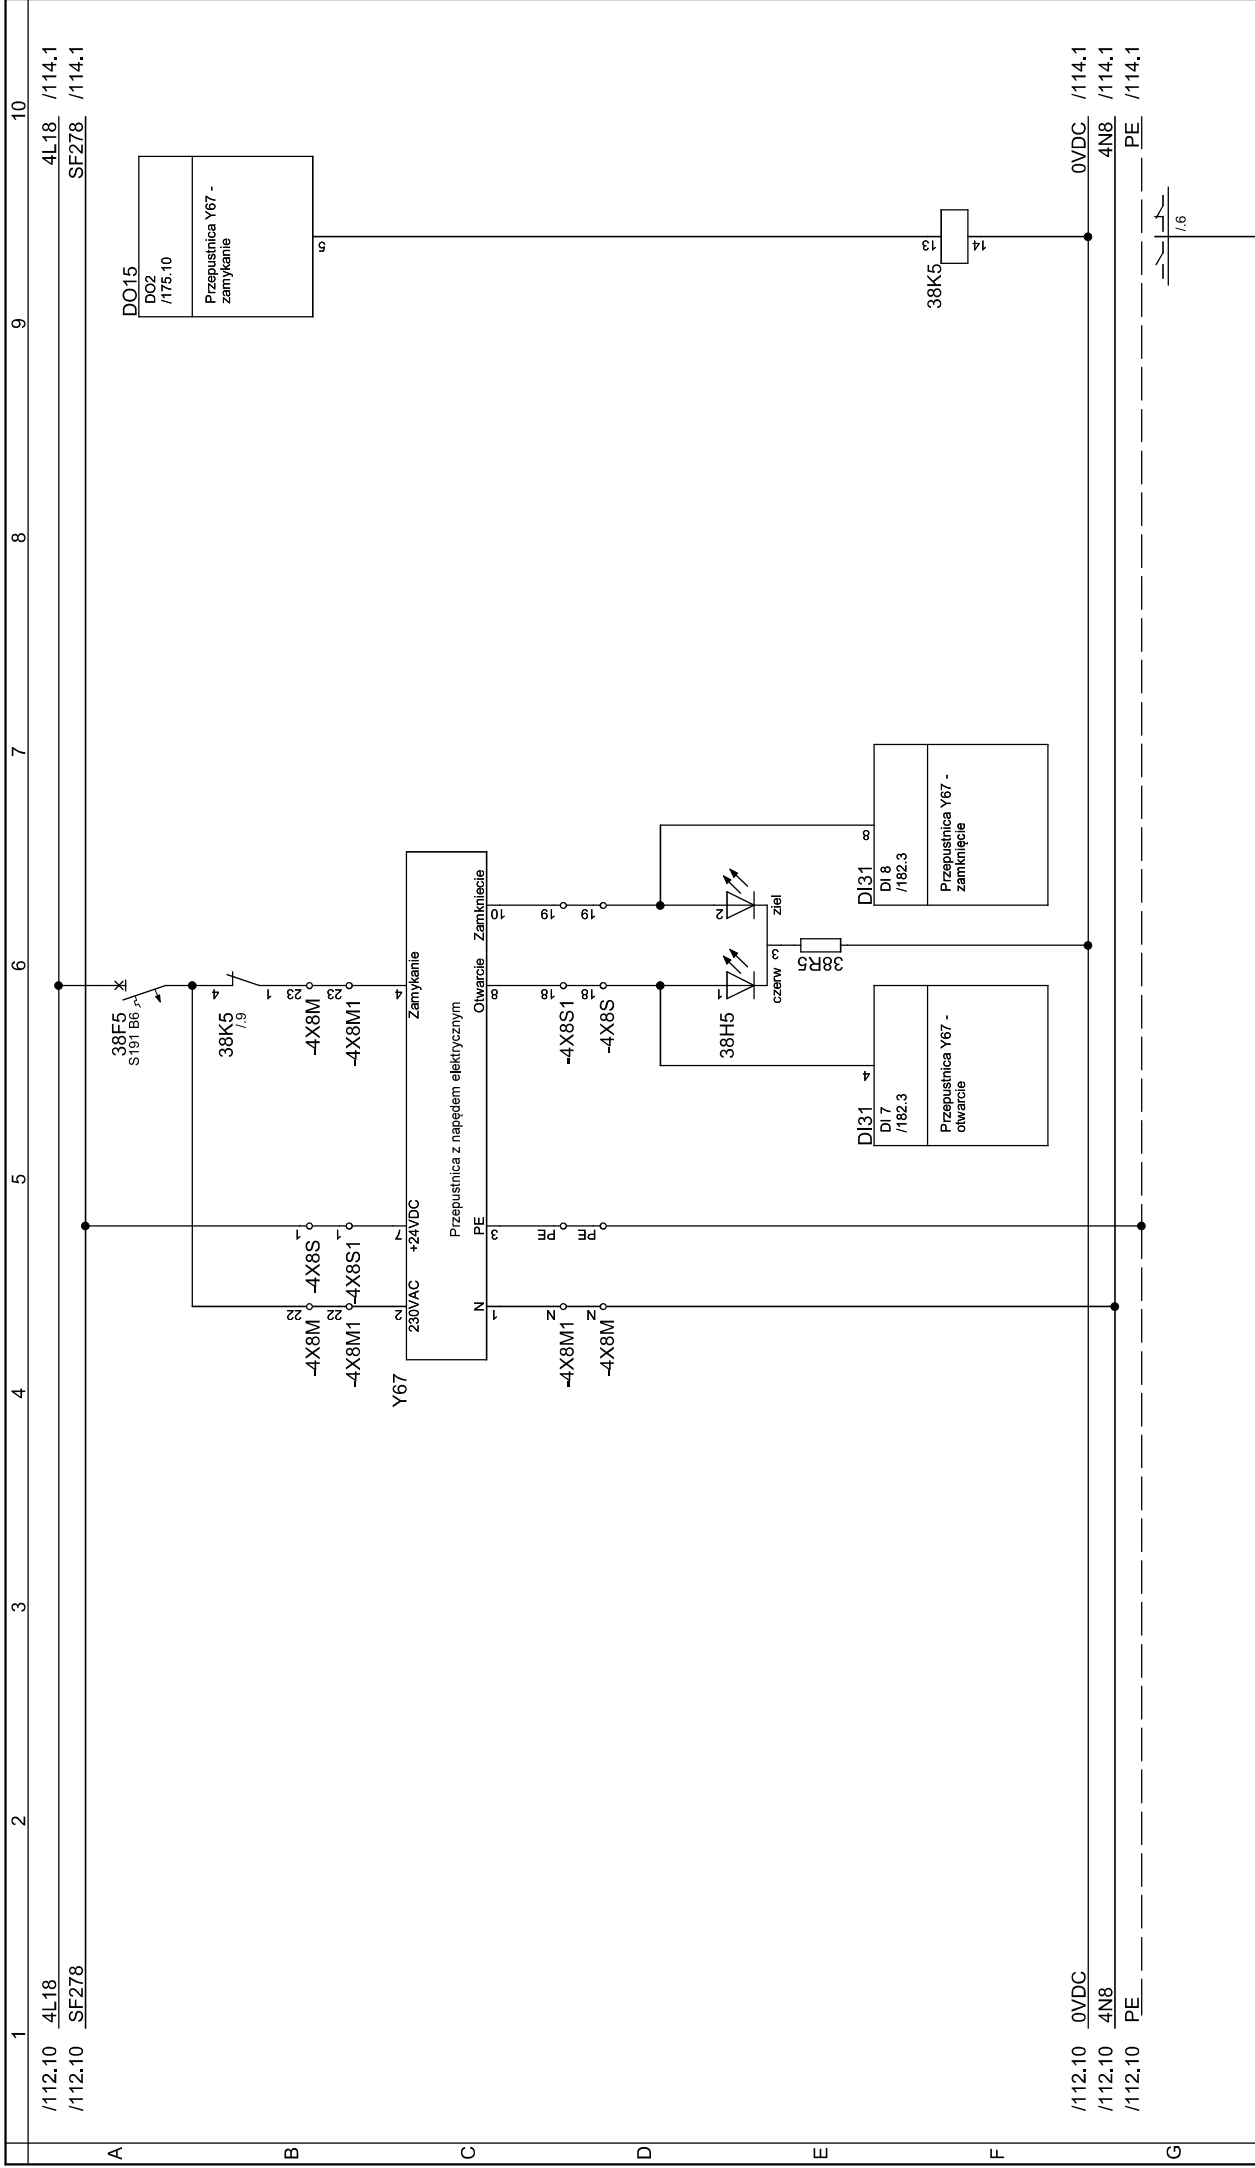 1 2 3 4 5 6 7 8 9 10
A
B
C
D
E
F
G
/112.10 4L18
4L18 /114.1
/112.10 SF278
SF278 /114.1
DO15
DO2
/175.10
Przepustnica Y67 -
zamykanie
5
38F5
S191 B6
38K5
/.9
4
1
22
-4X8M
22
-4X8M1
1
-4X8S
1
-4X8S1
23
-4X8M
23
-4X8M1
Y67
2
230VAC
7
+24VDC
4
Zamykanie
Przepustnica z napędem elektrycznym
N
1
PE
3
Otwarcie
8
Zamkniecie
10
N
-4X8M1
N
-4X8M
PE
PE
18
-4X8S1
18
-4X8S
19
19
38H5
1
2
czerw
3
ziel
38R5
DI31
4
DI 7
/182.3
Przepustnica Y67 -
otwarcie
DI31
8
DI 8
/182.3
Przepustnica Y67 -
zamknięcie
38K5
13
14
/112.10 0VDC
0VDC /114.1
/112.10 4N8
4N8 /114.1
/112.10 PE
PE /114.1
/.6